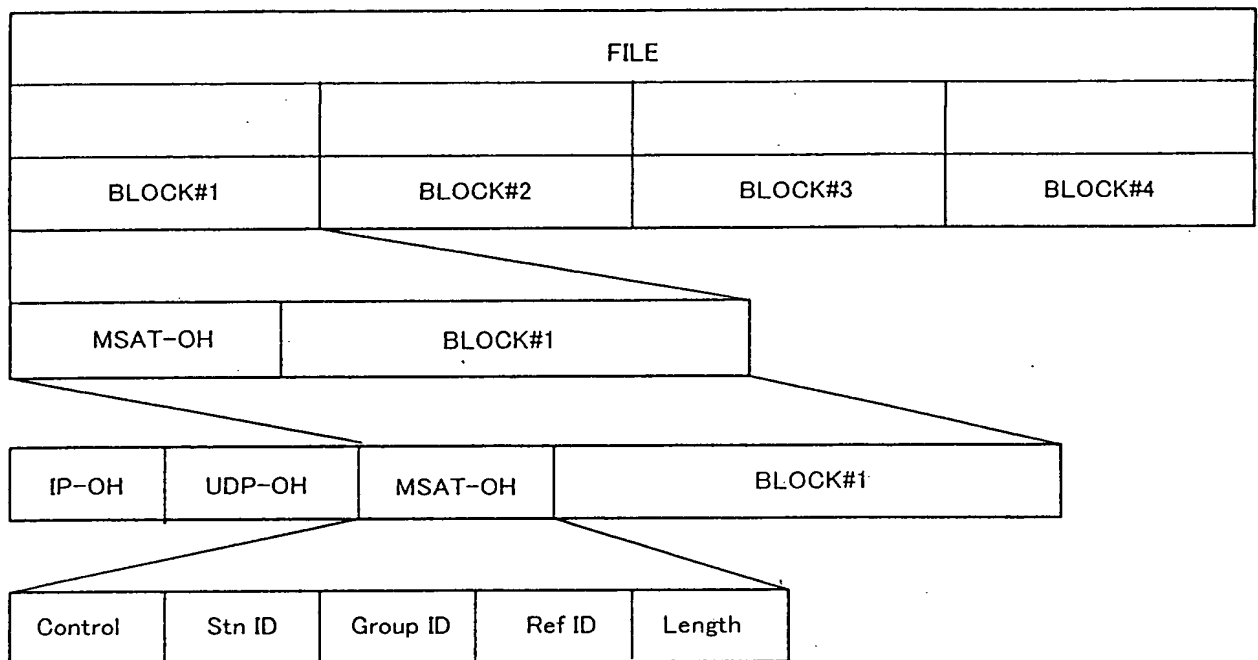 FILE
BLOCK#1 BLOCK#2 BLOCK#3 BLOCK#4
MSAT-OH BLOCK#1
IP-OH UDP-OH MSAT-OH BLOCK#1
Control Stn ID Group ID Ref ID Length